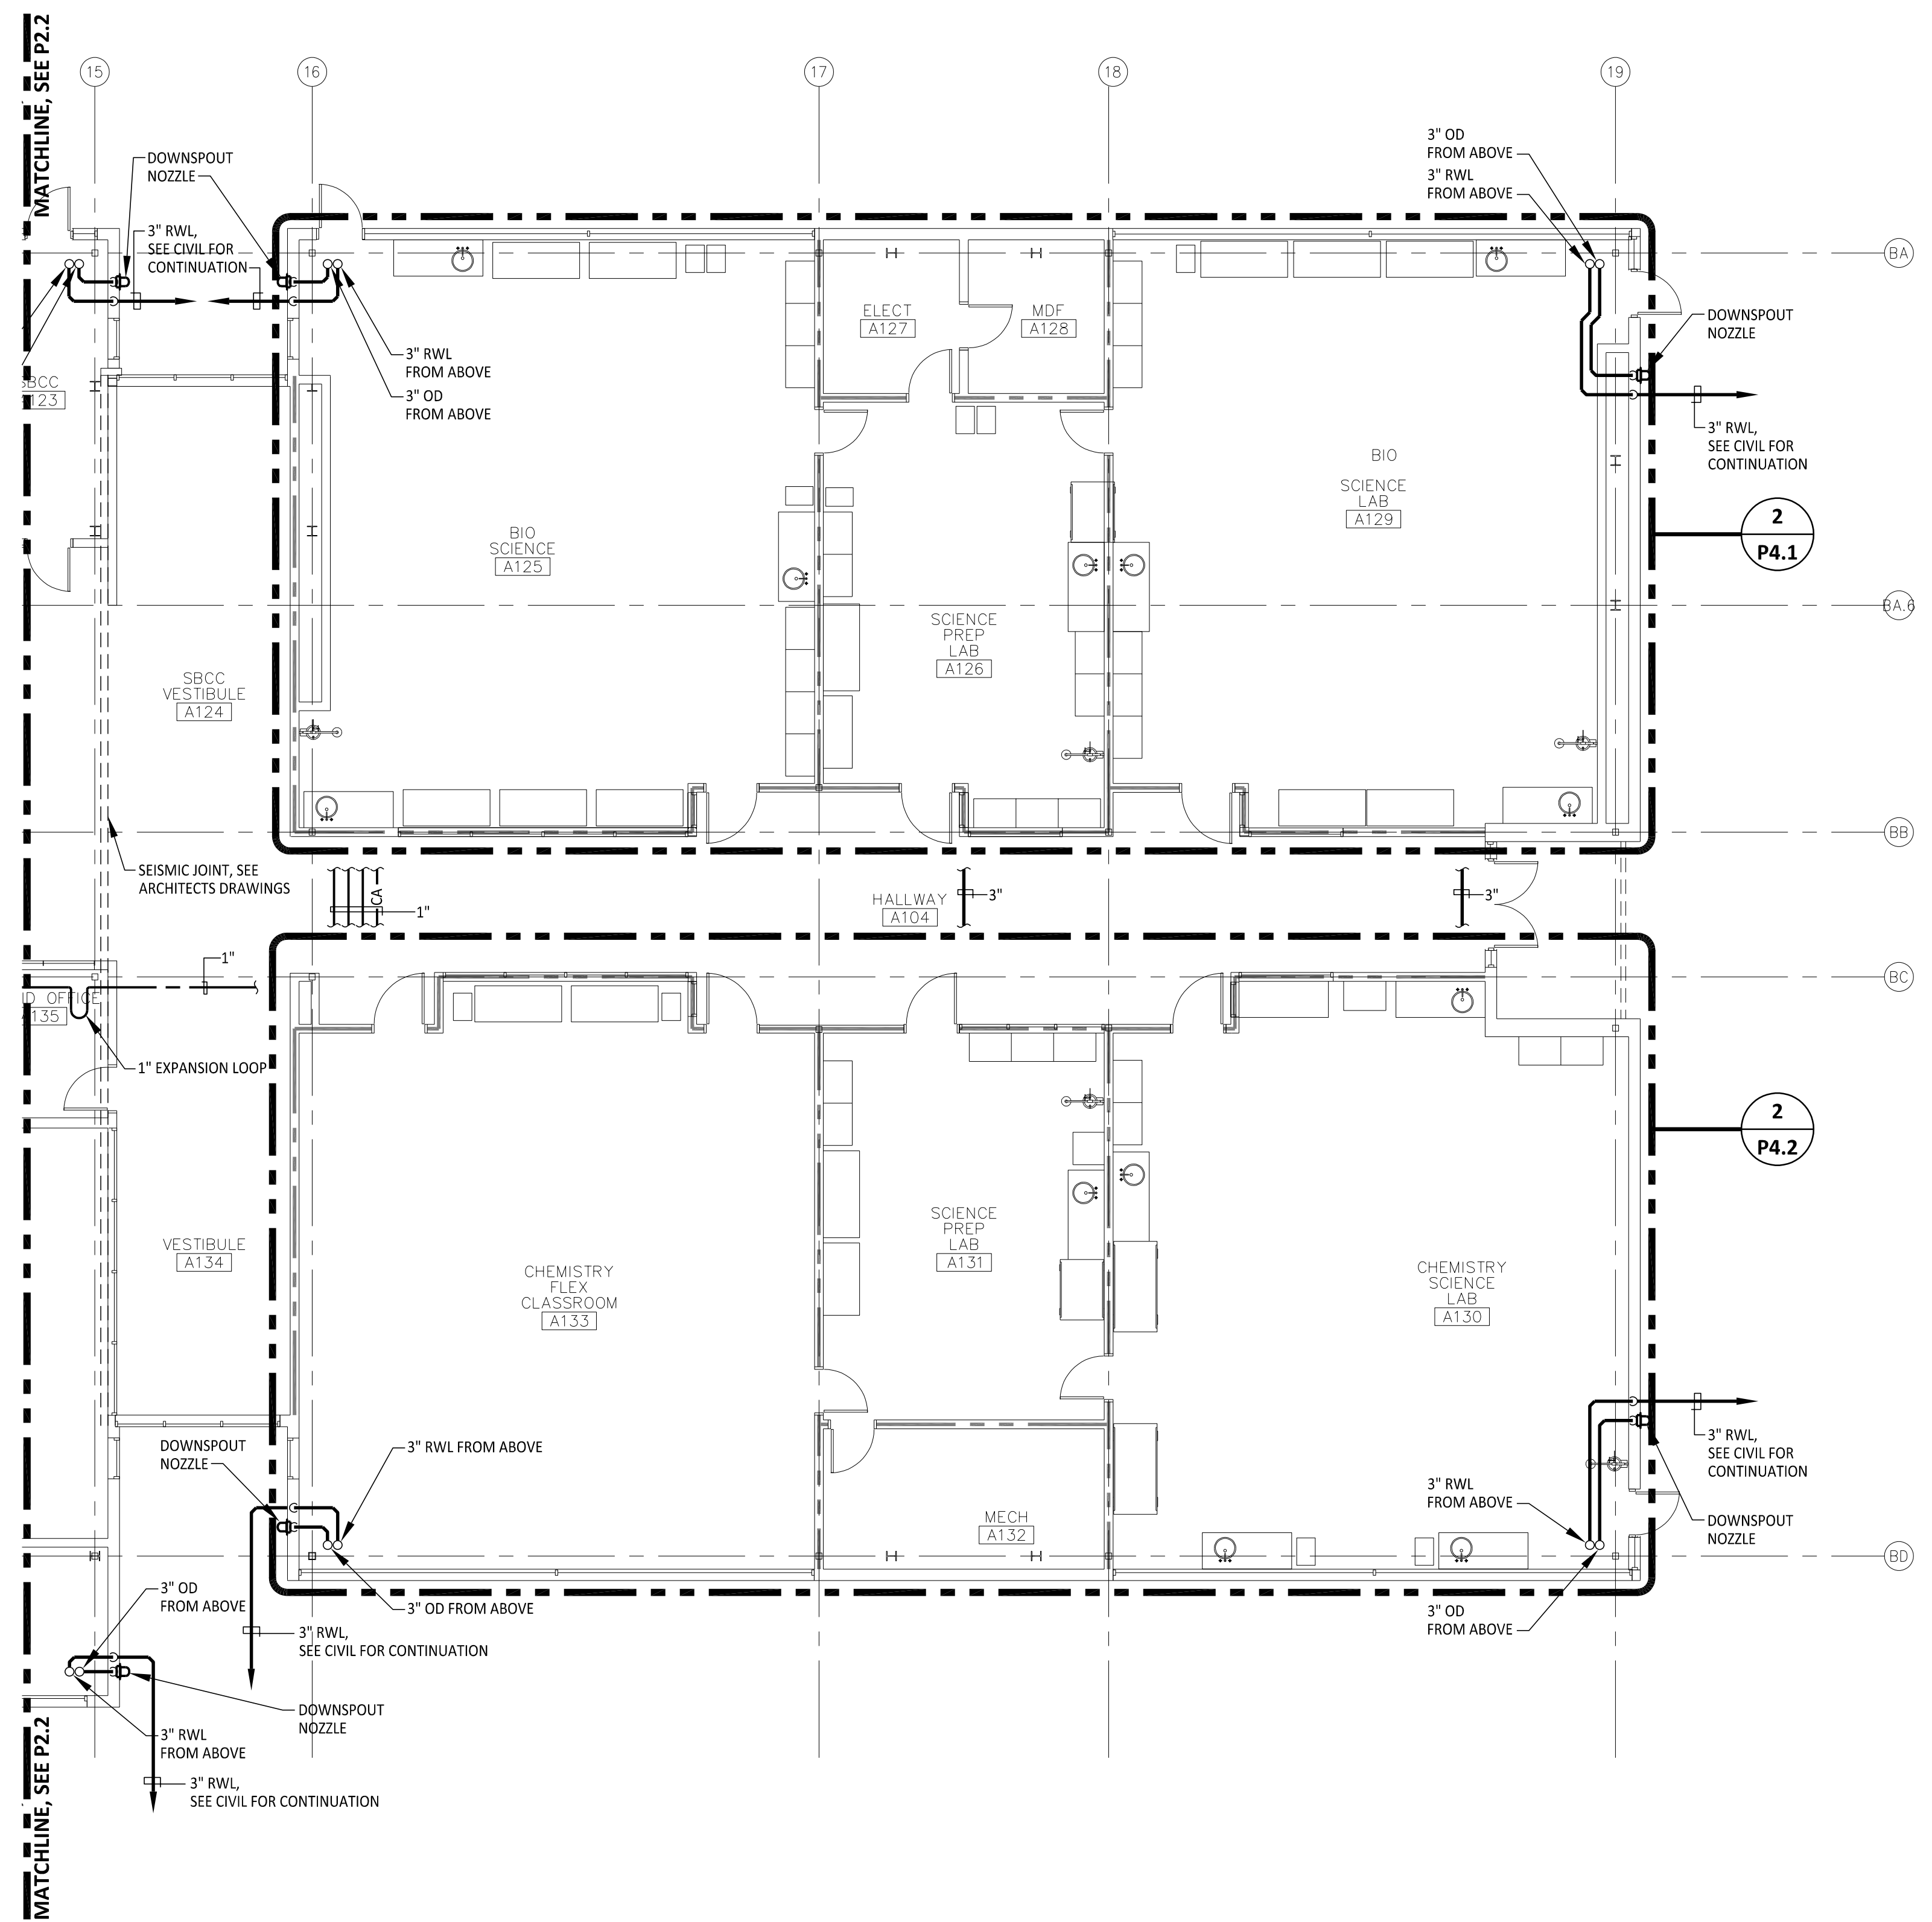 MATCHLINE, SEE P2.2
15
16
17
18
19
DOWNSPOUT
NOZZLE
3" RWL,
SEE CIVIL FOR
CONTINUATION
3" OD
FROM ABOVE
3" RWL
FROM ABOVE
BA
ELECT
A127
MDF
A128
DOWNSPOUT
NOZZLE
3" RWL
FROM ABOVE
3" OD
FROM ABOVE
SBCC
A123
3" RWL,
SEE CIVIL FOR
CONTINUATION
BIO
SCIENCE
LAB
A129
2
P4.1
BIO
SCIENCE
A125
BA.6
SCIENCE
PREP
LAB
A126
SBCC
VESTIBULE
A124
BB
SEISMIC JOINT, SEE
ARCHITECTS DRAWINGS
CA
1"
HALLWAY
A104
3"
3"
1"
BC
OFFICE
A135
1" EXPANSION LOOP
2
P4.2
SCIENCE
PREP
LAB
A131
VESTIBULE
A134
CHEMISTRY
FLEX
CLASSROOM
A133
CHEMISTRY
SCIENCE
LAB
A130
DOWNSPOUT
NOZZLE
3" RWL FROM ABOVE
3" RWL,
SEE CIVIL FOR
CONTINUATION
3" RWL
FROM ABOVE
MECH
A132
DOWNSPOUT
NOZZLE
BD
3" OD
FROM ABOVE
3" OD FROM ABOVE
3" OD
FROM ABOVE
3" RWL,
SEE CIVIL FOR CONTINUATION
DOWNSPOUT
NOZZLE
3" RWL
FROM ABOVE
3" RWL,
SEE CIVIL FOR CONTINUATION
MATCHLINE, SEE P2.2